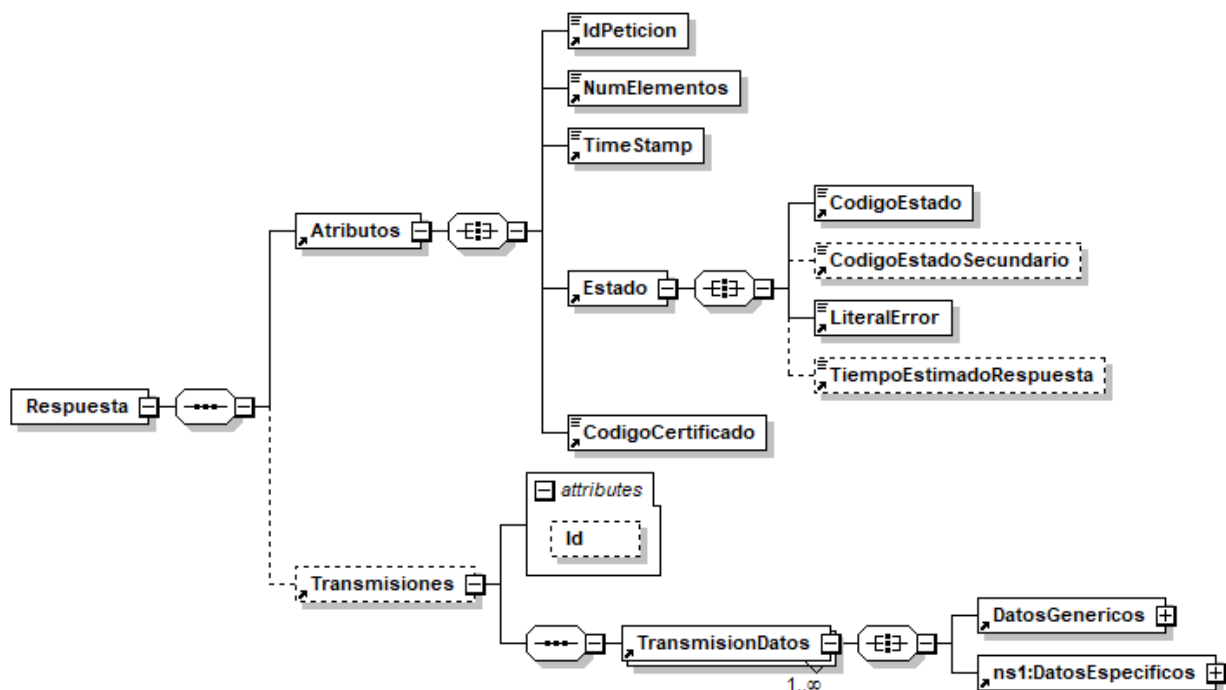 IdPeticion
NumElementos
TimeStamp
Atributos
CodigoEstado
CodigoEstadoSecundario
Estado
LiteralError
TiempoEstimadoRespuesta
Respuesta
CodigoCertificado
attributes
Id
Transmisiones
DatosGenericos
TransmisionDatos
1..∞
ns1:DatosEspecificos